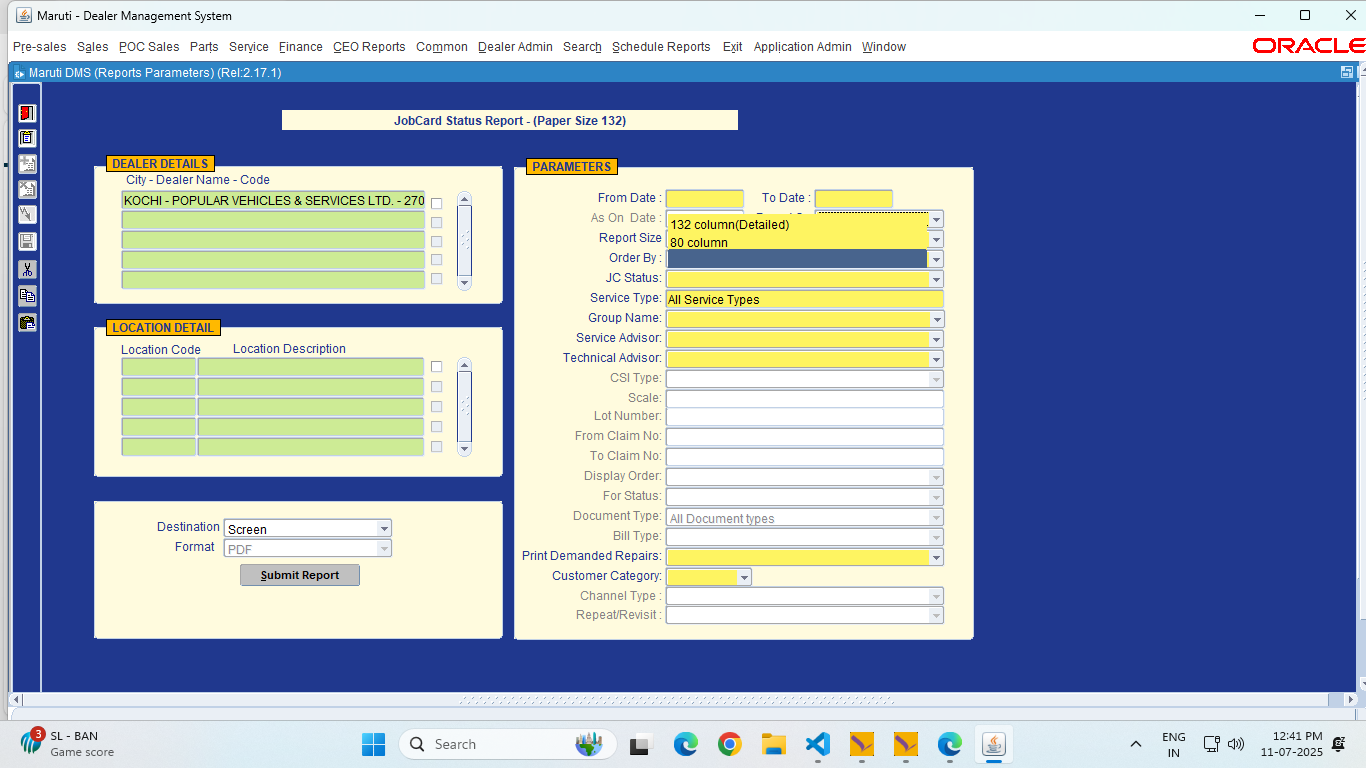 Maruti - Dealer Management System
Pre-sales Sales POC Sales Parts Service Finance CEO Reports Common Dealer Admin Search Schedule Reports Exit Application Admin Window
ORACLE
Maruti DMS (Reports Parameters) (Rel:2.17.1)
JobCard Status Report - (Paper Size 132)
DEALER DETAILS
City - Dealer Name - Code
KOCHI - POPULAR VEHICLES & SERVICES LTD. - 270
LOCATION DETAIL
Location Code Location Description
Destination Screen
Format PDF
Submit Report
PARAMETERS
From Date : To Date :
As On Date :
132 column(Detailed)
Report Size 80 column
Order By :
JC Status:
Service Type: All Service Types
Group Name:
Service Advisor:
Technical Advisor:
CSI Type:
Scale:
Lot Number:
From Claim No:
To Claim No:
Display Order:
For Status:
Document Type: All Document types
Bill Type:
Print Demanded Repairs:
Customer Category:
Channel Type :
Repeat/Revisit :
3
SL - BAN
Game score
Search
ENG
IN
12:41 PM
11-07-2025